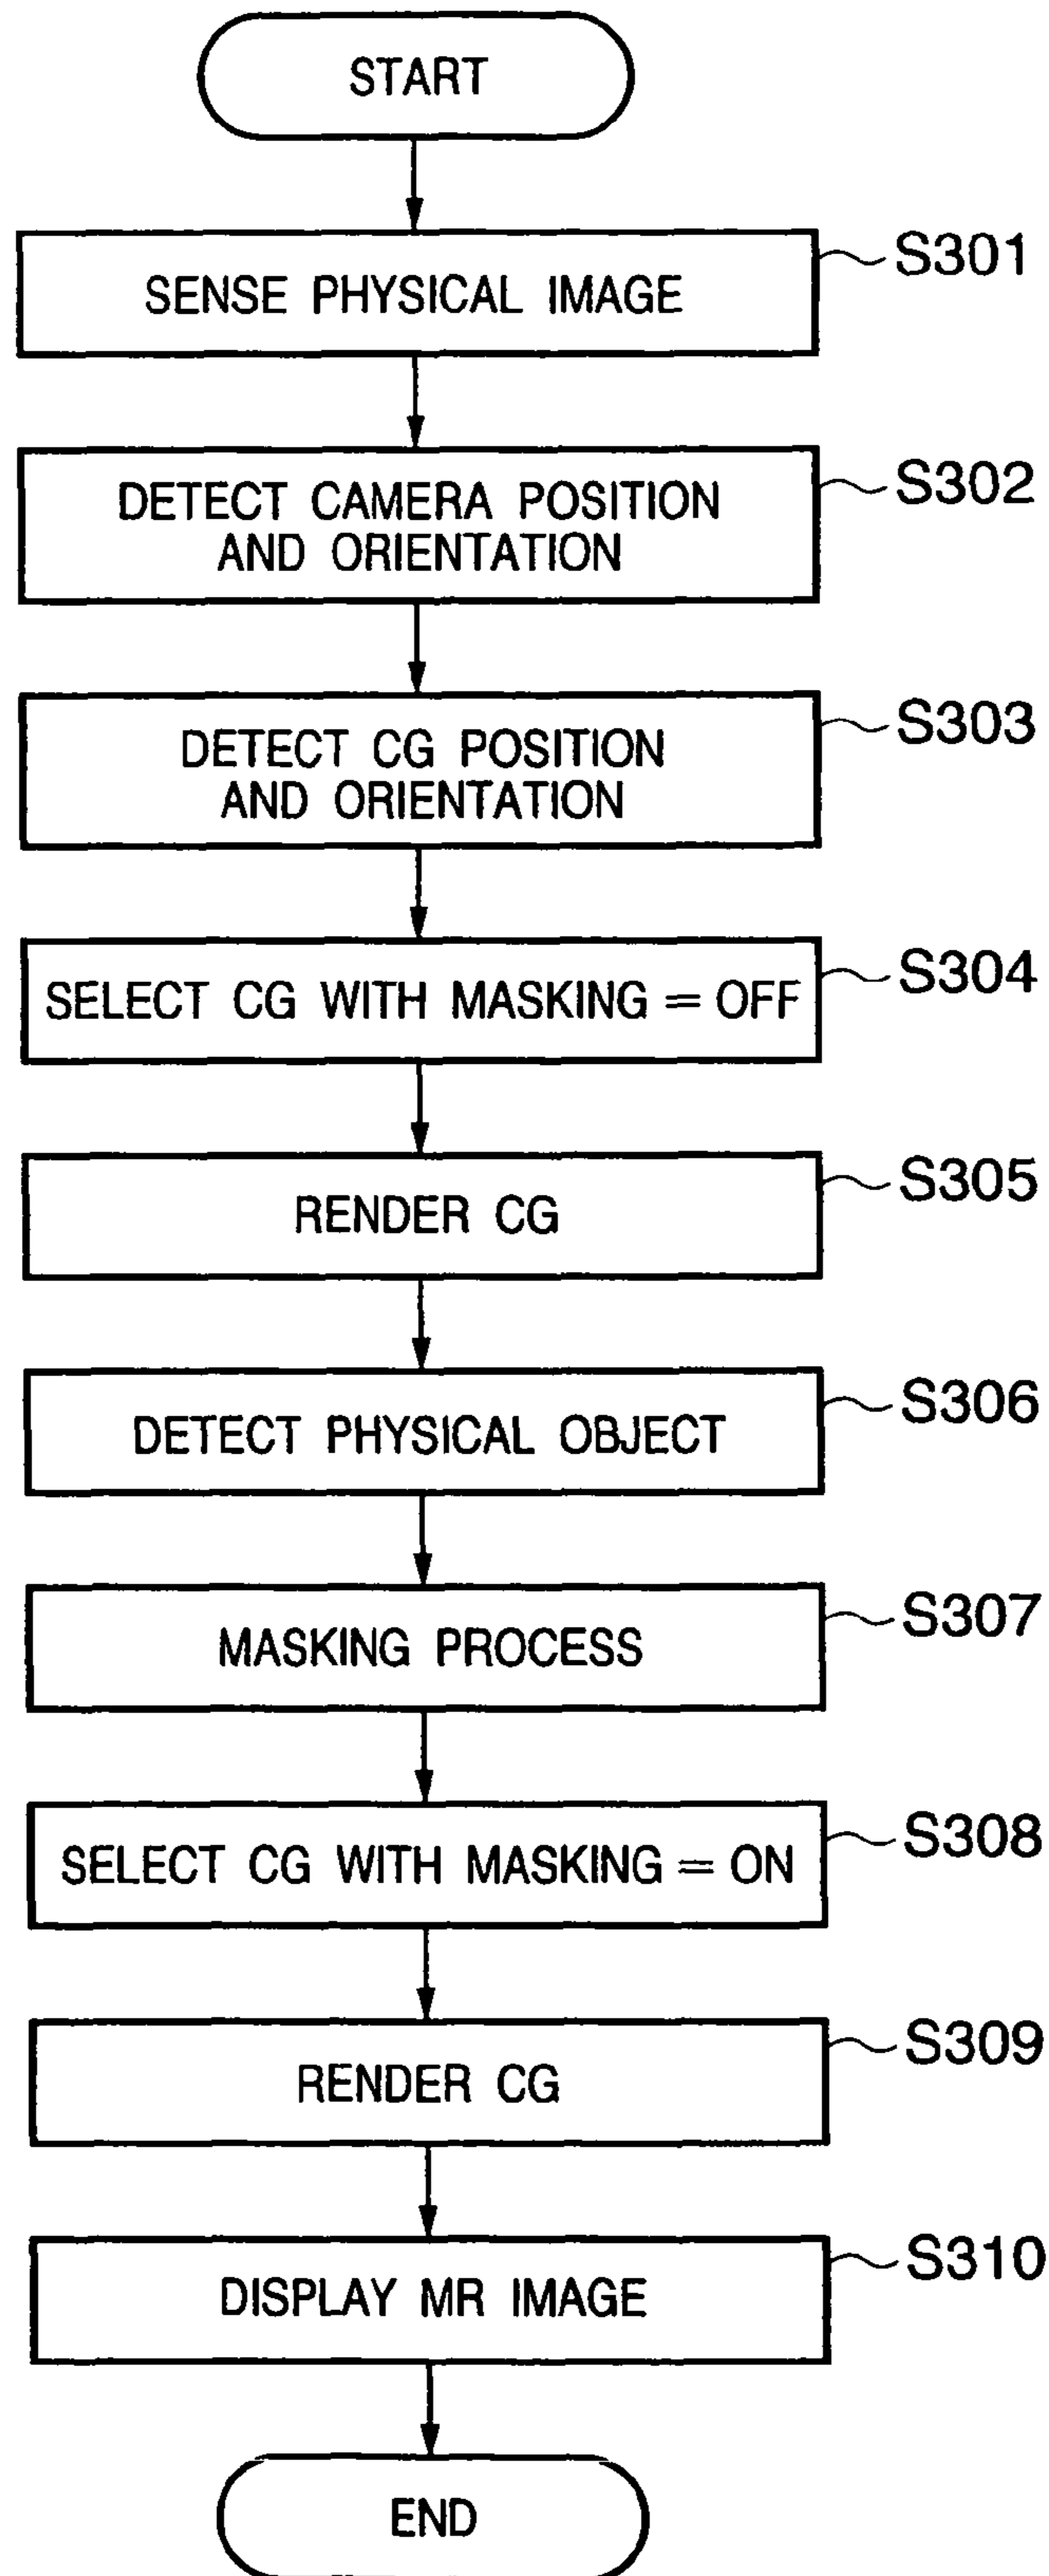 START
SENSE PHYSICAL IMAGE
S301
DETECT CAMERA POSITION
AND ORIENTATION
S302
DETECT CG POSITION
AND ORIENTATION
S303
SELECT CG WITH MASKING = OFF
S304
RENDER CG
S305
DETECT PHYSICAL OBJECT
S306
MASKING PROCESS
S307
SELECT CG WITH MASKING = ON
S308
RENDER CG
S309
DISPLAY MR IMAGE
S310
END